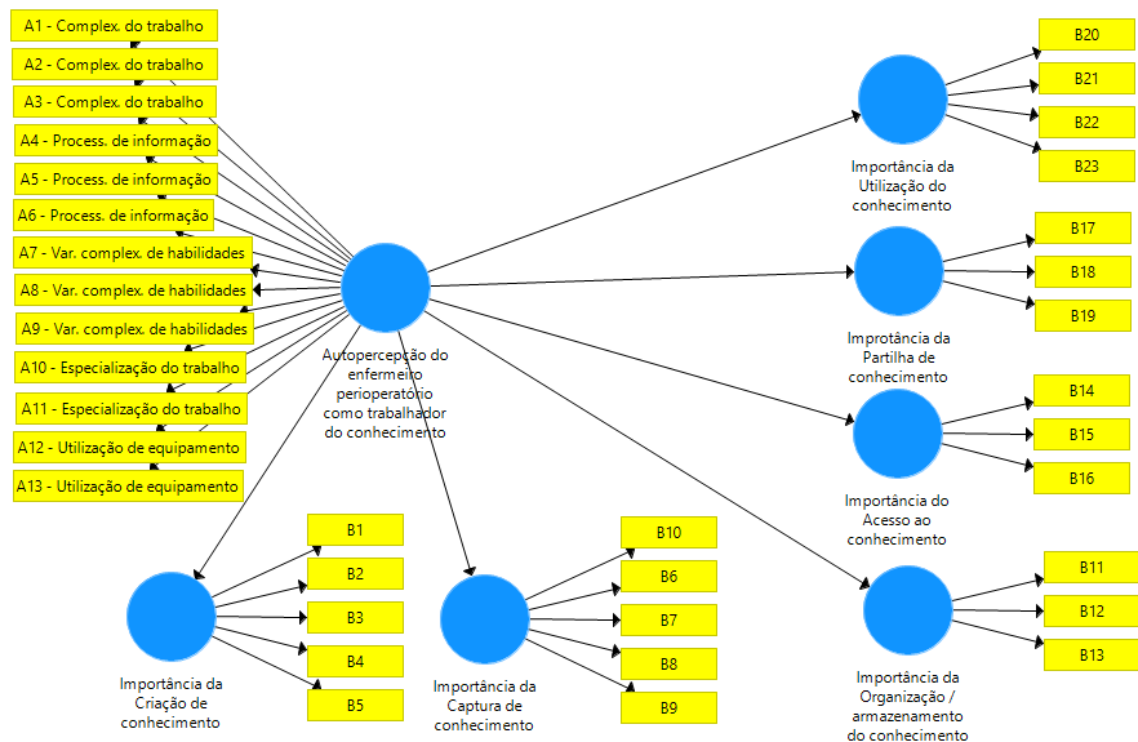 A1 - Complex. do trabalho
A2 - Complex. do trabalho
A3 - Complex. do trabalho
A4 - Process. de informação
A5 - Process. de informação
A6 - Process. de informação
A7 - Var. complex. de habilidades
A8 - Var. complex. de habilidades
A9 - Var. complex. de habilidades
A10 - Especialização do trabalho
A11 - Especialização do trabalho
A12 - Utilização de equipamento
A13 - Utilização de equipamento
Autopercepção do
enfermeiro
perioperatório
como trabalhador
do conhecimento
B20
B21
B22
B23
Importância da
Utilização do
conhecimento
B17
B18
B19
Improtância da
Partilha de
conhecimento
B14
B15
B16
Importância do
Acesso ao
conhecimento
B11
B12
B13
Importância da
Organização /
armazenamento
do conhecimento
B1
B2
B3
B4
B5
Importância da
Criação de
conhecimento
B10
B6
B7
B8
B9
Importância da
Captura de
conhecimento